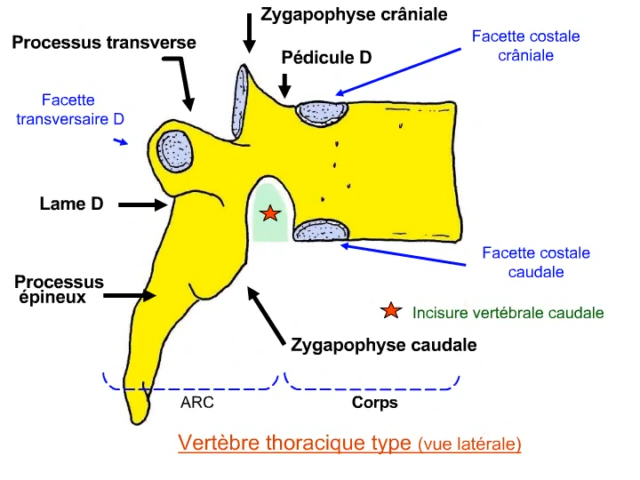 Zygapophyse crâniale
Processus transverse
Facette costale
crâniale
Pédicule D
Facette
transversaire D
Lame D
Facette costale
caudale
Processus
épineux
Incisure vertébrale caudale
Zygapophyse caudale
ARC
Corps
Vertèbre thoracique type (vue latérale)